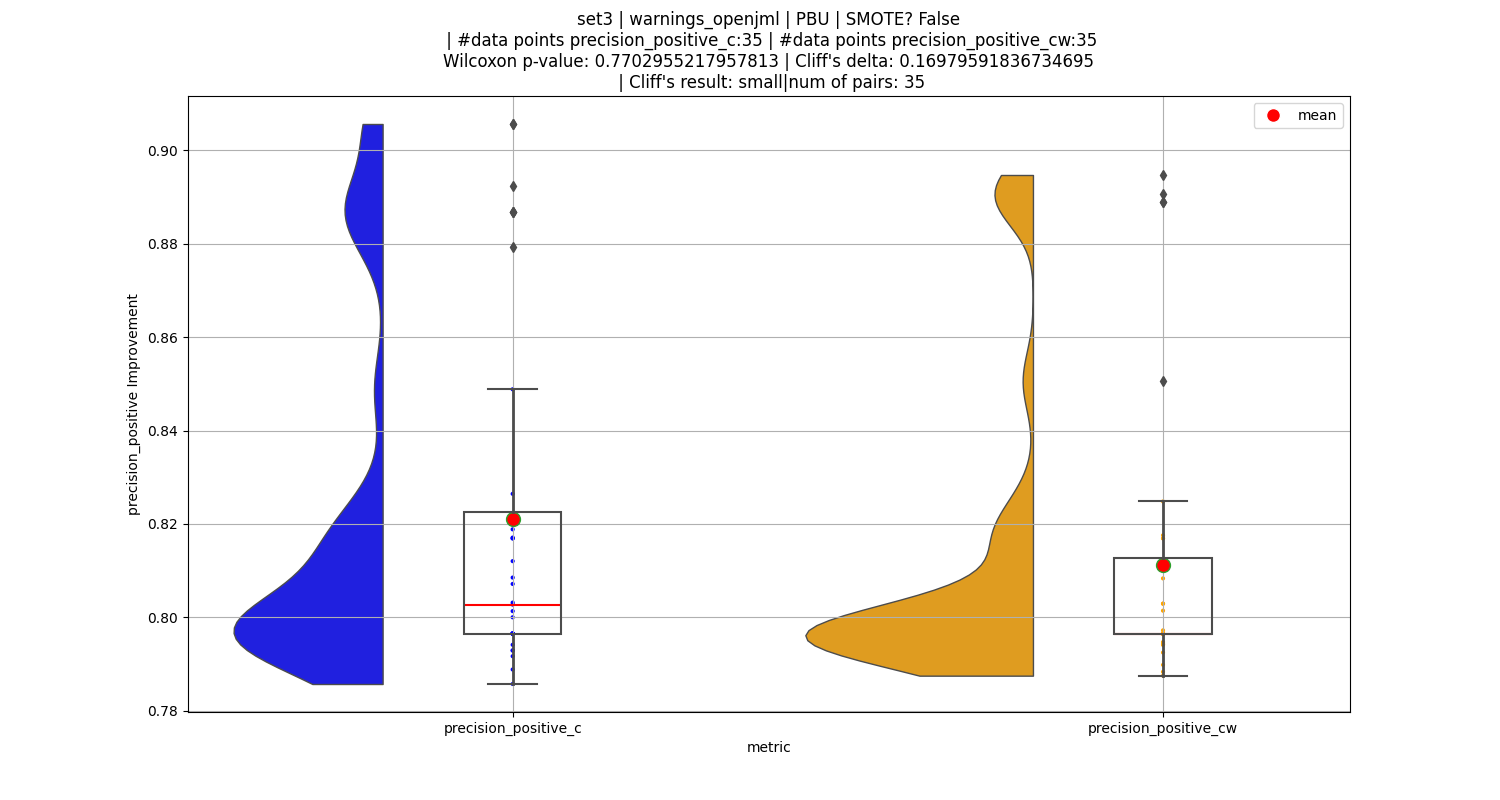 set3 | warnings_openjml | PBU | SMOTE? False
| #data points precision_positive_c:35 | #data points precision_positive_cw:35
Wilcoxon p-value: 0.7702955217957813 | Cliff's delta: 0.16979591836734695
| Cliff's result: small|num of pairs: 35
mean
0.90
0.88
0.86
0.84
0.82
0.80
0.78
precision_positive Improvement
precision_positive_c
precision_positive_cw
metric